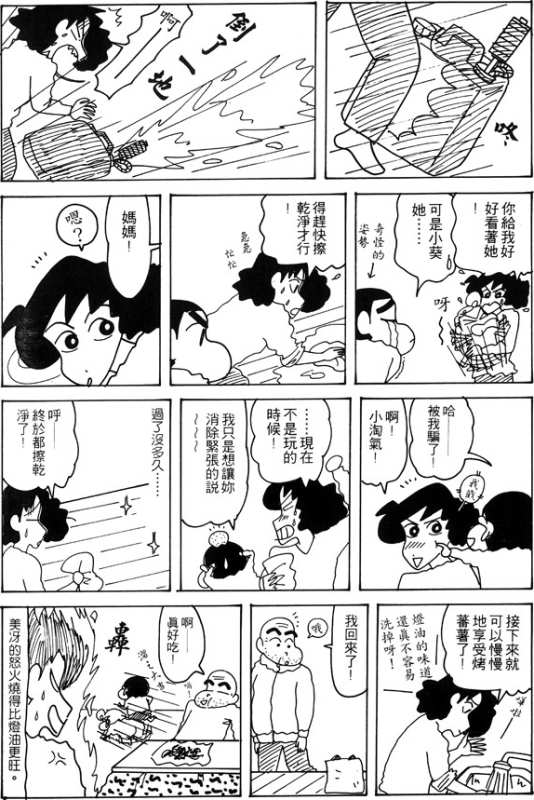 咚
倒了一地
你給我好
好看著她
！
可是小葵
她……
呀
奇怪的
姿勢
得趕快擦
乾淨才行
！
急急
忙忙
媽媽
！
嗯？
哈——
被我騙了！
我戳
啊！
小淘氣！
……現在
不是玩的
時候！
我只是想讓妳
消除緊張的說
～～～～
過了沒多久……
呼——
終於都擦乾
淨了！
接下來就
可以慢慢
地享受烤
蕃薯了！
燈油的味道
還真不容易
洗掉呀！
我回來了！
哦
啊——
真好吃！
轟
美冴的怒火燒得比燈油更旺。